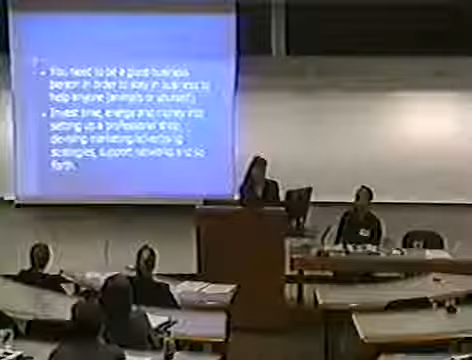 You need to be a good business
person in order to stay in business to
help anyone (animals or yourself)
Invest time, energy and money into
setting up a professional
marketing/advertising
strategies, support networks and so
forth.